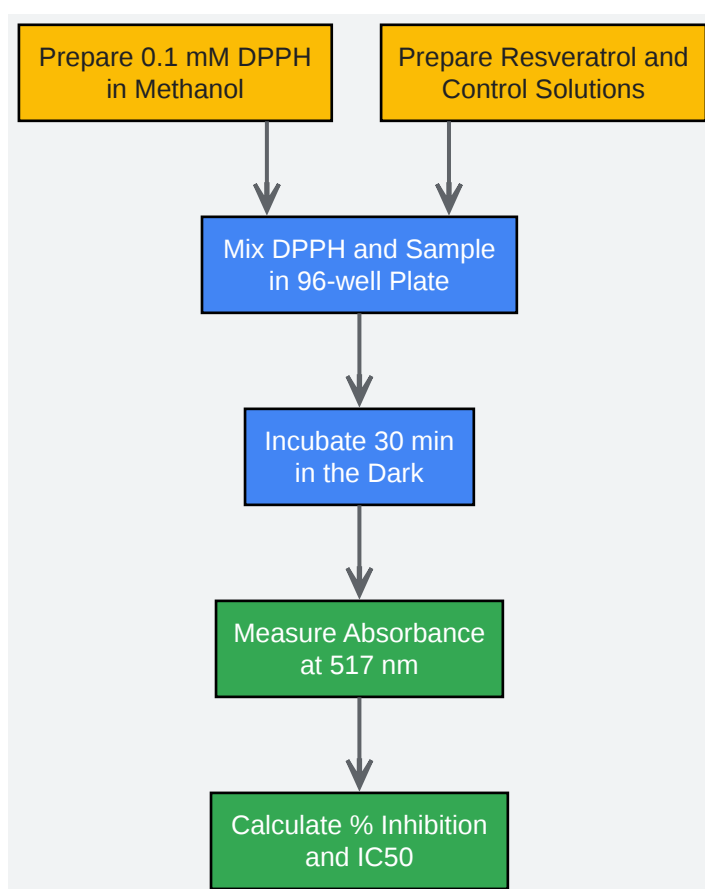 Prepare 0.1 mM DPPH
in Methanol
Prepare Resveratrol and
Control Solutions
Mix DPPH and Sample
in 96-well Plate
Incubate 30 min
in the Dark
Measure Absorbance
at 517 nm
Calculate % Inhibition
and IC50